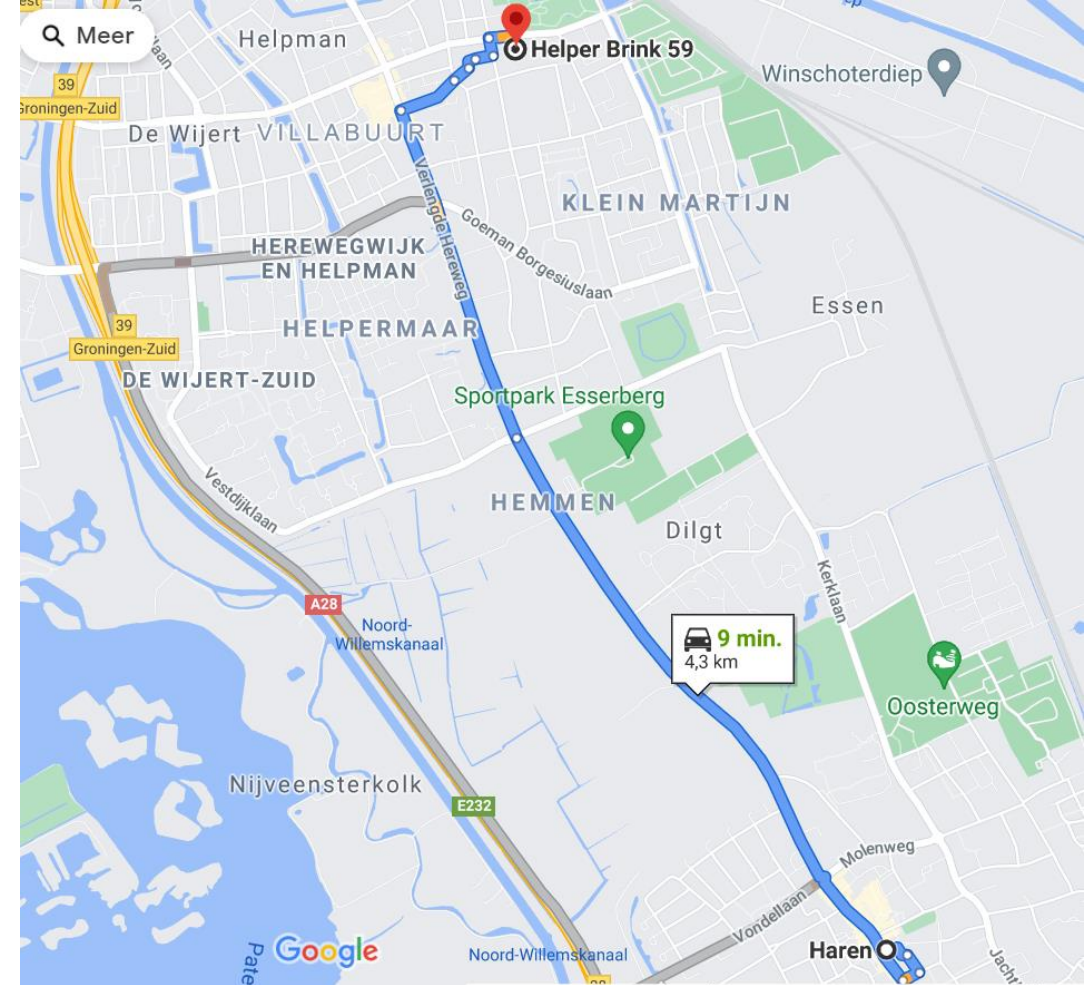 Meer
Helpman
Helper Brink 59
Winschoterdiep
39
Groningen-Zuid
De Wijert
VILLABUURT
Verlengde Hereweg
KLEIN MARTIJN
Goeman Borgesiuslaan
HEREWEGWIJK
EN HELPMAN
Essen
HELPERMAAR
39
Groningen-Zuid
DE WIJERT-ZUID
Sportpark Esserberg
Vestdijklaan
HEMMEN
Dilgt
Kerklaan
A28
Noord-
Willemskanaal
9 min.
4,3 km
Oosterweg
Nijveensterkolk
E232
Molenweg
Vondellaan
Haren
Google
Noord-Willemskanaal